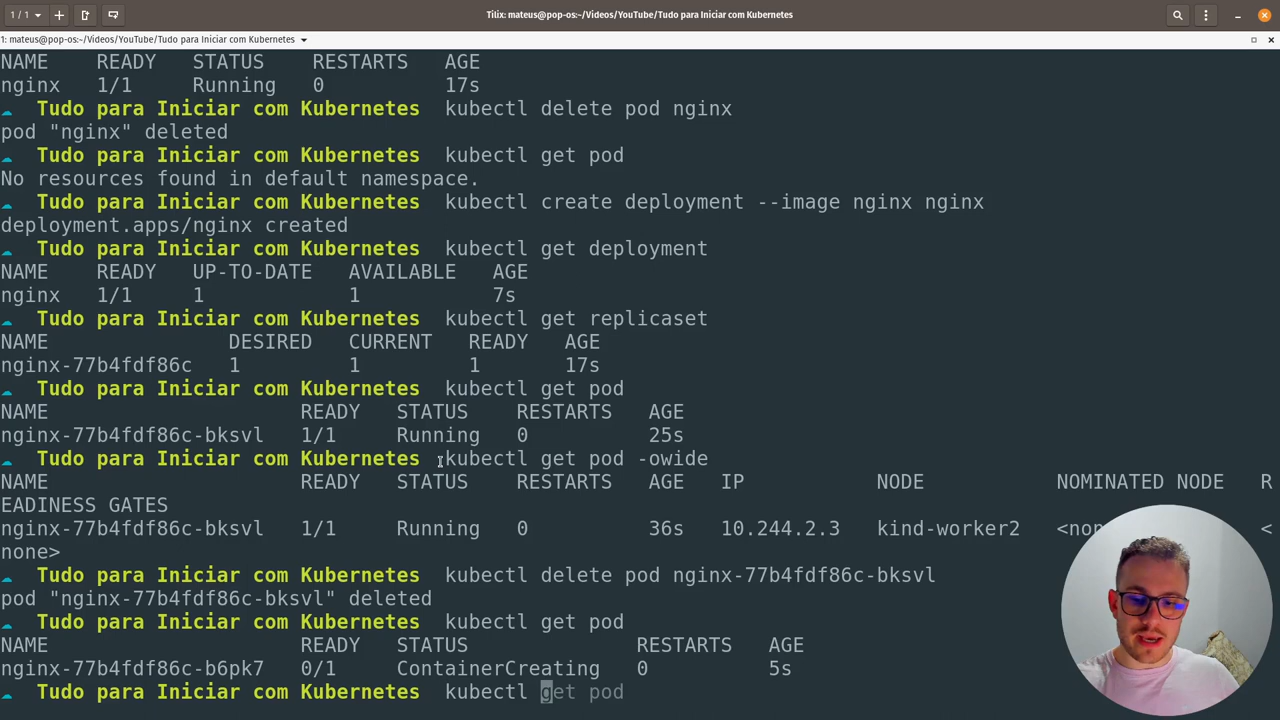 1 / 1
Tilix: mateus@pop-os:~/Videos/YouTube/Tudo para Iniciar com Kubernetes
1: mateus@pop-os:~/Videos/YouTube/Tudo para Iniciar com Kubernetes
NAME READY STATUS RESTARTS AGE
nginx 1/1 Running 0 17s
Tudo para Iniciar com Kubernetes kubectl delete pod nginx
pod "nginx" deleted
Tudo para Iniciar com Kubernetes kubectl get pod
No resources found in default namespace.
Tudo para Iniciar com Kubernetes kubectl create deployment --image nginx nginx
deployment.apps/nginx created
Tudo para Iniciar com Kubernetes kubectl get deployment
NAME READY UP-TO-DATE AVAILABLE AGE
nginx 1/1 1 1 7s
Tudo para Iniciar com Kubernetes kubectl get replicaset
NAME DESIRED CURRENT READY AGE
nginx-77b4fdf86c 1 1 1 17s
Tudo para Iniciar com Kubernetes kubectl get pod
NAME READY STATUS RESTARTS AGE
nginx-77b4fdf86c-bksvl 1/1 Running 0 25s
Tudo para Iniciar com Kubernetes kubectl get pod -owide
NAME READY STATUS RESTARTS AGE IP NODE NOMINATED NODE R
EADINESS GATES
nginx-77b4fdf86c-bksvl 1/1 Running 0 36s 10.244.2.3 kind-worker2 <
none>
Tudo para Iniciar com Kubernetes kubectl delete pod nginx-77b4fdf86c-bksvl
pod "nginx-77b4fdf86c-bksvl" deleted
Tudo para Iniciar com Kubernetes kubectl get pod
NAME READY STATUS RESTARTS AGE
nginx-77b4fdf86c-b6pk7 0/1 ContainerCreating 0 5s
Tudo para Iniciar com Kubernetes kubectl get pod